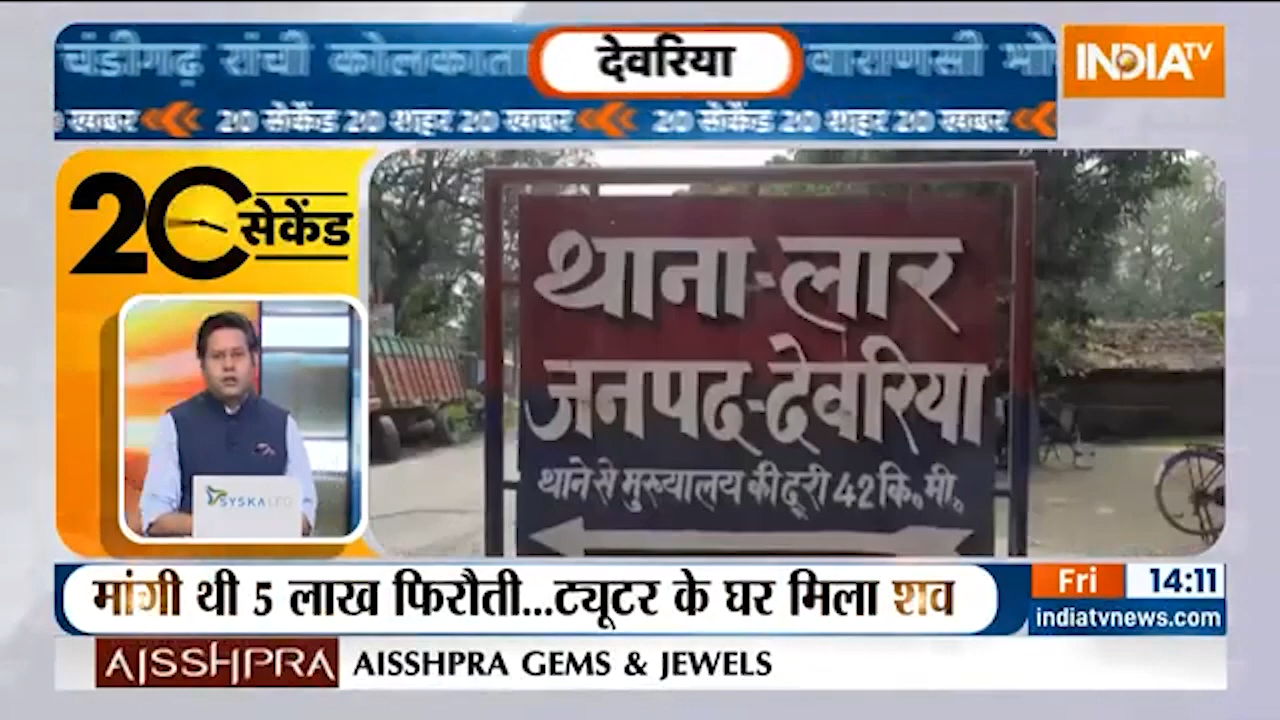 चंडीगढ़ रांची कोलकाता देवरिया वाराणसी भो
INDIA TV
खबर 20 सेकेंड 20 शहर 20 खबर 20 सेकेंड 20 शहर 20 खबर
20 सेकेंड
थाना-लार
जनपद-देवरिया
थाने से मुख्यालय की दूरी 42 कि॰ मी॰
SYSKA LED
मांगी थी 5 लाख फिरौती...ट्यूटर के घर मिला शव
Fri 14:11
indiatvnews.com
AISSHPRA AISSHPRA GEMS & JEWELS